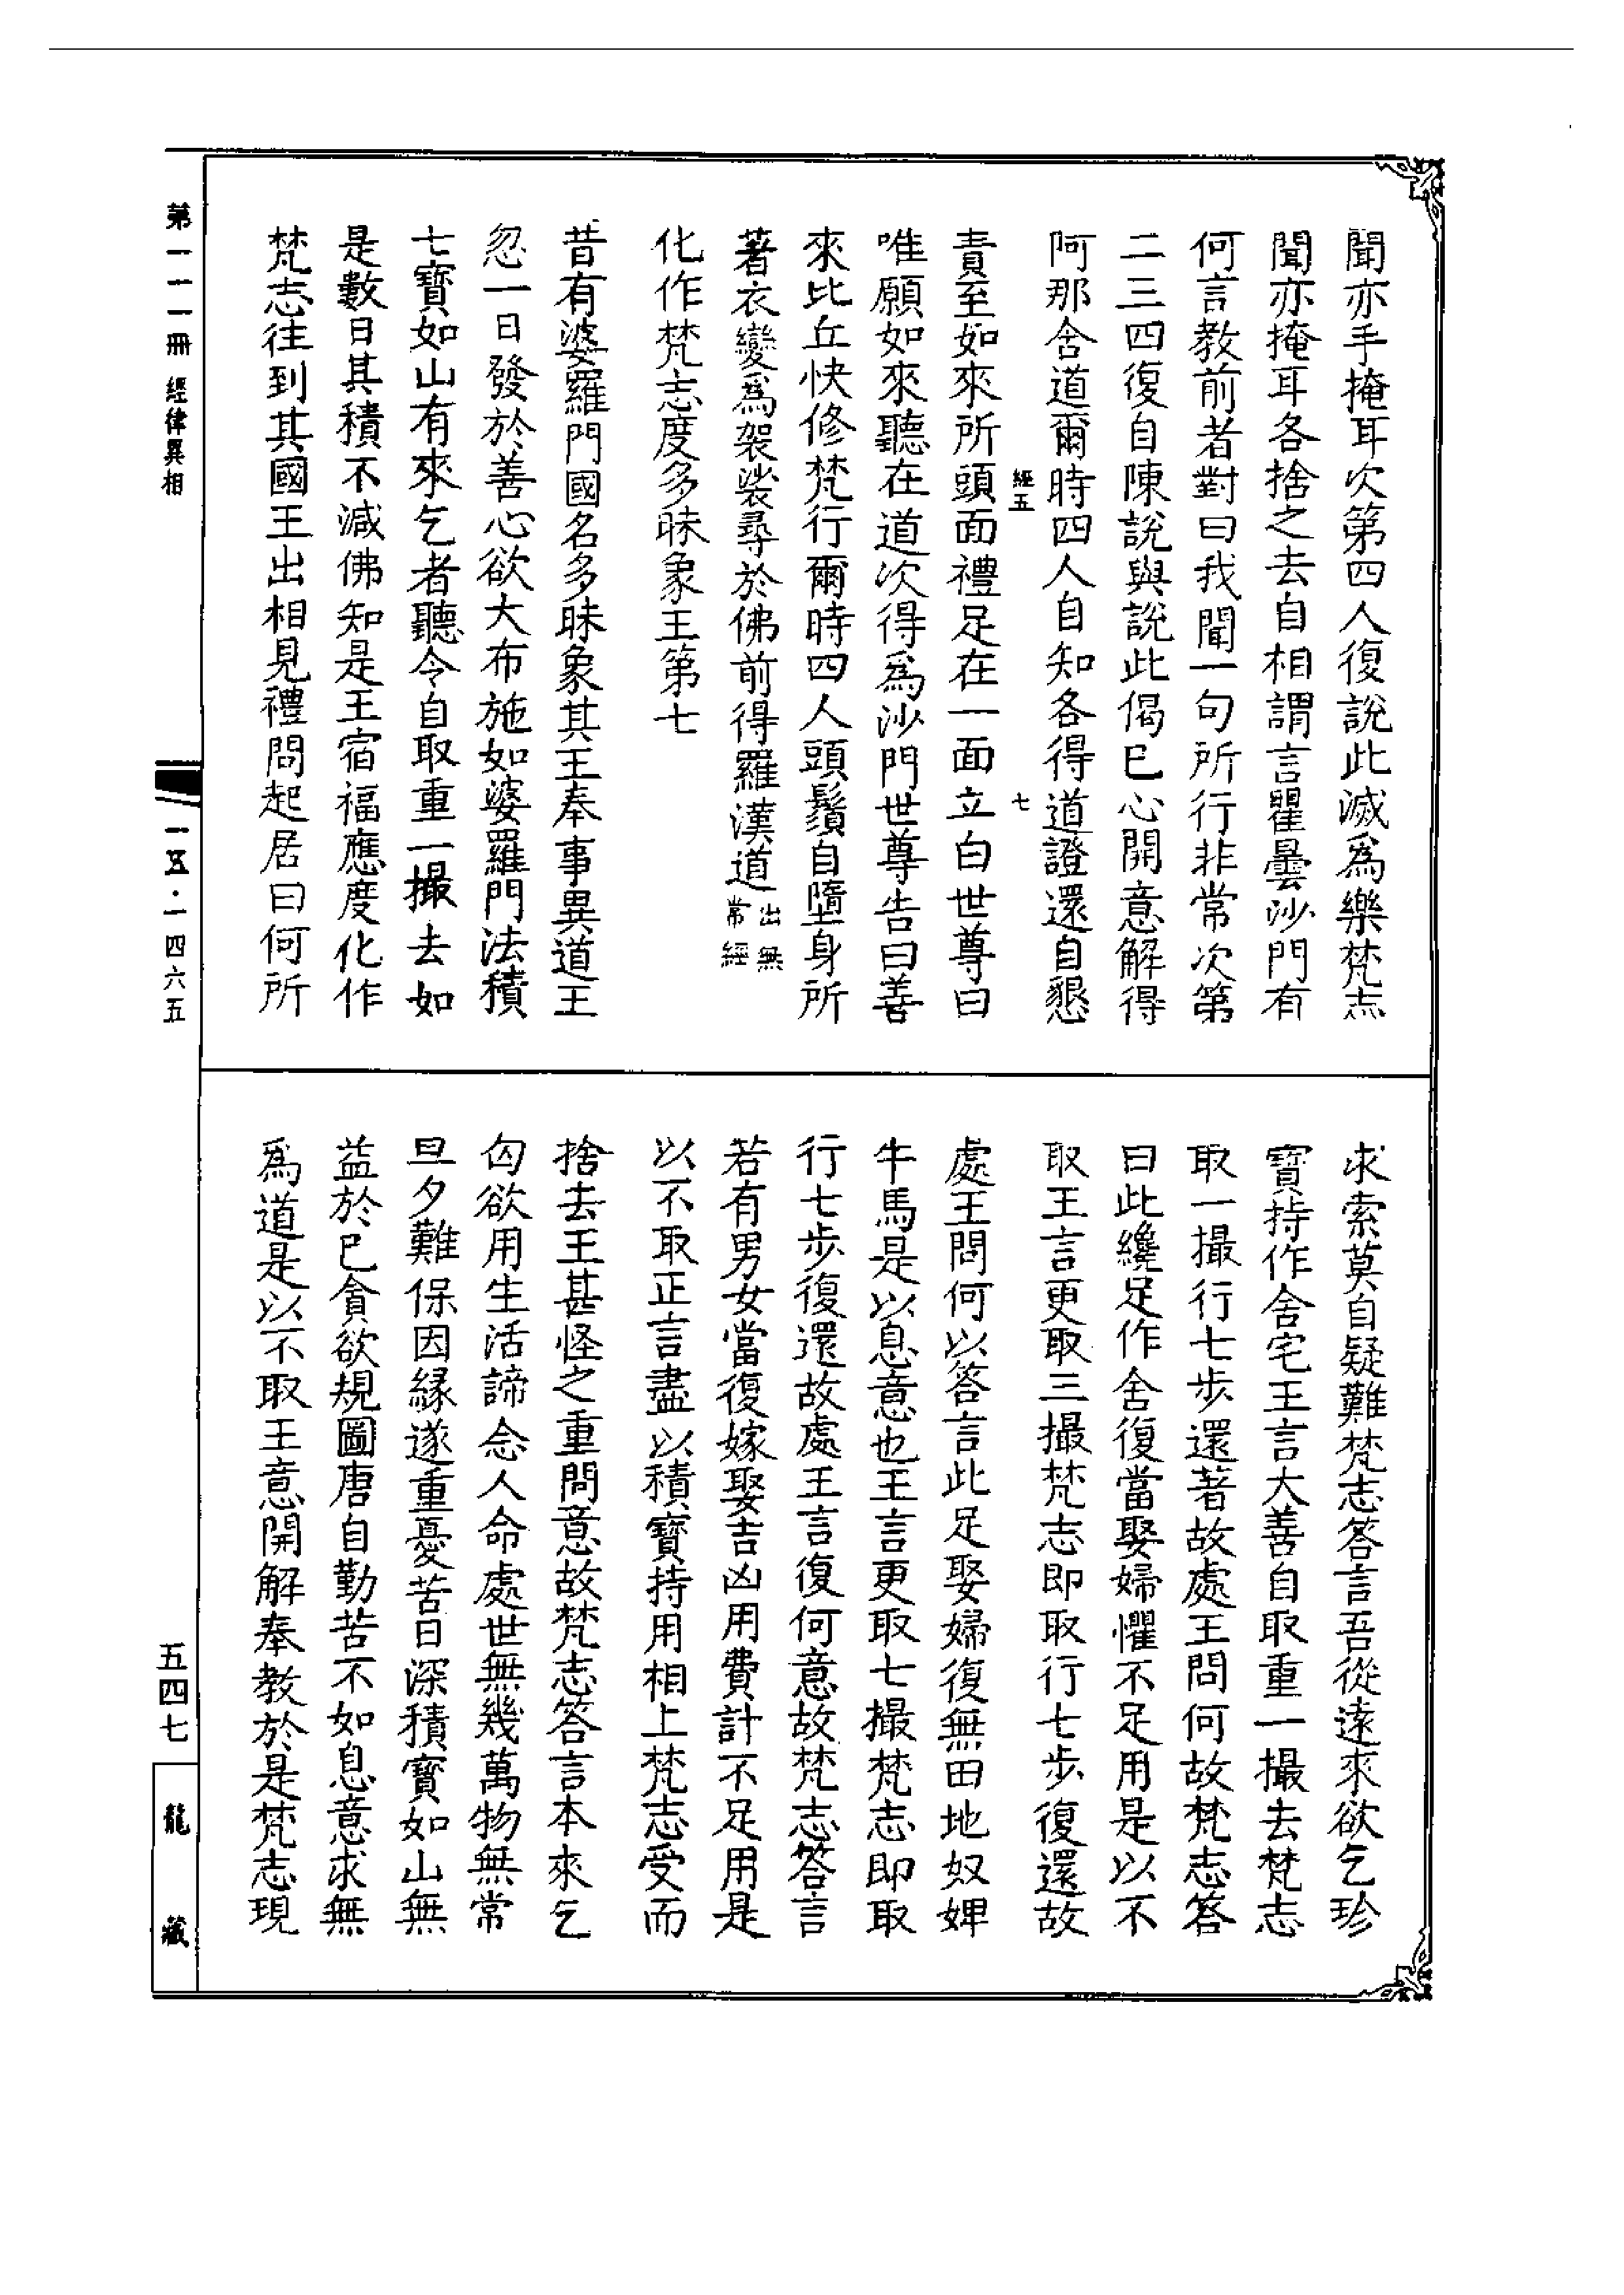 聞亦手掩耳次第四人復說此滅爲樂梵志
聞亦掩耳各捨之去自相謂言瞿曇沙門有
何言教前者對曰我聞一句所行非常次第
二三四復自陳說與說此偈已心開意解得
阿那含道爾時四人自知各得道證還自懇
經五 七
責至如來所頭面禮足在一面立白世尊曰
唯願如來聽在道次得爲沙門世尊告曰善
來比丘快修梵行爾時四人頭鬚自墮身所
著衣變爲袈裟尋於佛前得羅漢道出無常經
化作梵志度多昧象王第七
昔有婆羅門國名多昧象其王奉事異道王
忽一日發於善心欲大布施如婆羅門法積
七寶如山有來乞者聽令自取重一撮去如
是數日其積不減佛知是王宿福應度化作
梵志往到其國王出相見禮問起居曰何所
求索莫自疑難梵志答言吾從遠來欲乞珍
寶持作舍宅王言大善自取重一撮去梵志
取一撮行七步還著故處王問何故梵志答
曰此纔足作舍復當娶婦懼不足用是以不
取王言更取三撮梵志即取行七步復還故
處王問何以答言此足娶婦復無田地奴婢
牛馬是以息意也王言更取七撮梵志即取
行七步復還故處王言復何意故梵志答言
若有男女當復嫁娶吉凶用費計不足用是
以不取正言盡以積寶持用相上梵志受而
捨去王甚怪之重問意故梵志答言本來乞
匃欲用生活諦念人命處世無幾萬物無常
旦夕難保因緣遂重憂苦日深積寶如山無
益於已貪欲規圖唐自勤苦不如息意求無
爲道是以不取王意開解奉教於是梵志現
第一一一冊 經律異相
一五·一四六五
五四七
龍藏